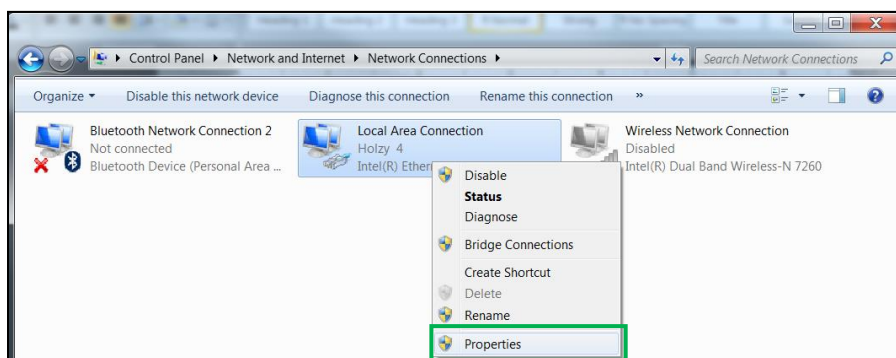 Control Panel ▸ Network and Internet ▸ Network Connections ▸
Search Network Connections
Organize Disable this network device Diagnose this connection Rename this connection »
Bluetooth Network Connection 2
Not connected
Bluetooth Device (Personal Area ...
Local Area Connection
Holzy 4
Intel(R) Ether
Wireless Network Connection
Disabled
Intel(R) Dual Band Wireless-N 7260
Disable
Status
Diagnose
Bridge Connections
Create Shortcut
Delete
Rename
Properties